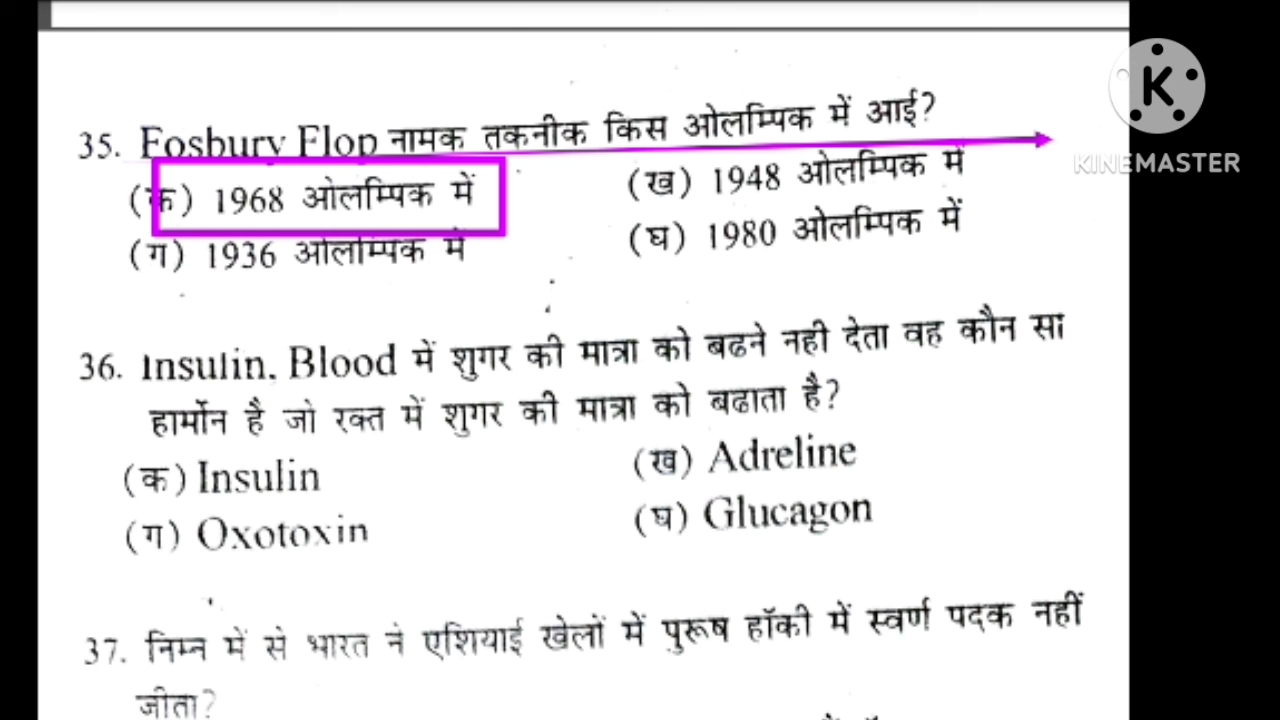 35. Fosbury Flop नामक तकनीक किस ओलम्पिक में आई?
(क) 1968 ओलम्पिक में (ख) 1948 ओलम्पिक में
(ग) 1936 ओलम्पिक में (घ) 1980 ओलम्पिक में
36. Insulin, Blood में शुगर की मात्रा को बढने नही देता वह कौन सा
हार्मोन है जो रक्त में शुगर की मात्रा को बढाता है?
(क) Insulin (ख) Adreline
(ग) Oxotoxin (घ) Glucagon
37. निम्न में से भारत ने एशियाई खेलों में पुरूष हॉकी में स्वर्ण पदक नहीं
जीता?
K
KINEMASTER